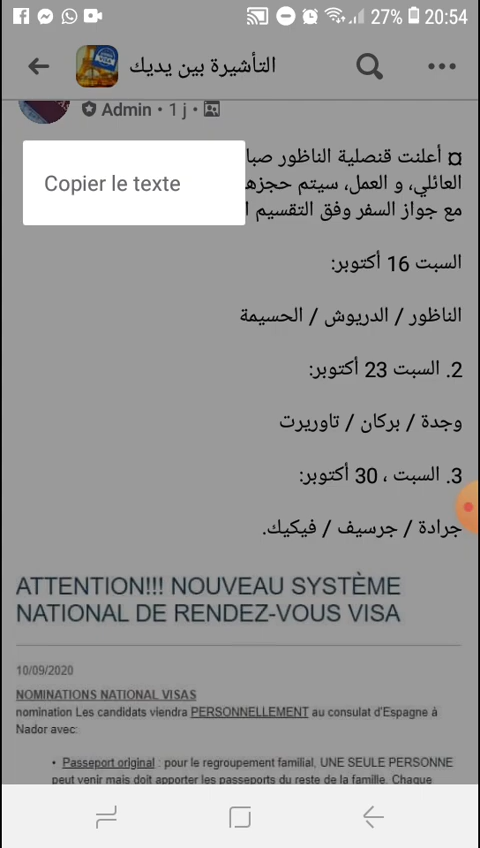 27% 20:54
التأشيرة بين يديك
Admin • 1 j •
¤ أعلنت قنصلية الناظور صبا
العائلي، و العمل، سيتم حجزه
مع جواز السفر وفق التقسيم ا
Copier le texte
السبت 16 أكتوبر:
الناظور / الدريوش / الحسيمة
2. السبت 23 أكتوبر:
وجدة / بركان / تاوريرت
3. السبت ، 30 أكتوبر:
جرادة / جرسيف / فيكيك.
ATTENTION!!! NOUVEAU SYSTÈME
NATIONAL DE RENDEZ-VOUS VISA
10/09/2020
NOMINATIONS NATIONAL VISAS
nomination Les candidats viendra PERSONNELLEMENT au consulat d'Espagne à
Nador avec:
• Passeport original : pour le regroupement familial, UNE SEULE PERSONNE
peut venir mais doit apporter les passeports du reste de la famille. Chaque